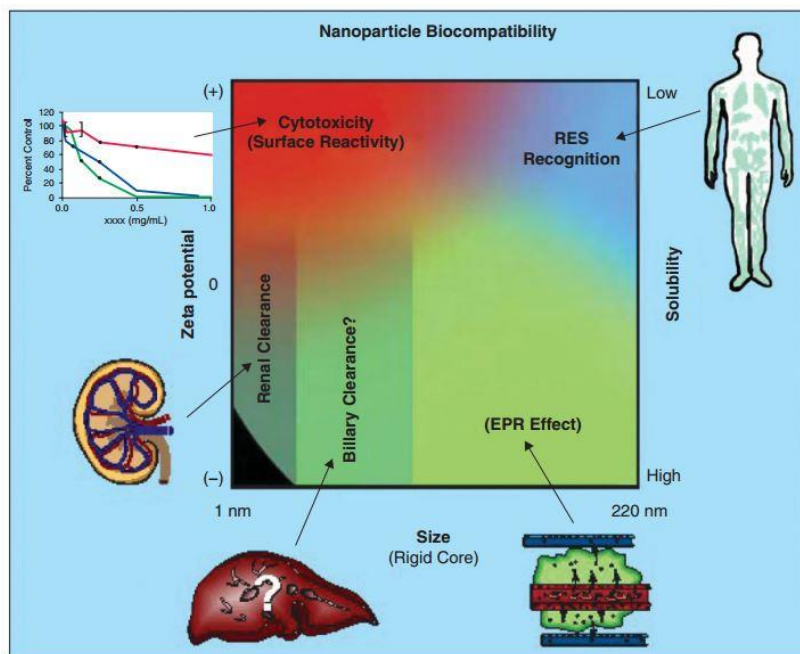 Nanoparticle Biocompatibility
(+)
Low
120
100
80
60
40
20
0
Percent Control
0.0
0.5
1.0
xxxx (mg/mL)
Cytotoxicity
(Surface Reactivity)
RES
Recognition
Zeta potential
0
Solubility
Renal Clearance
Billary Clearance?
(EPR Effect)
(−)
High
1 nm
220 nm
Size
(Rigid Core)
?